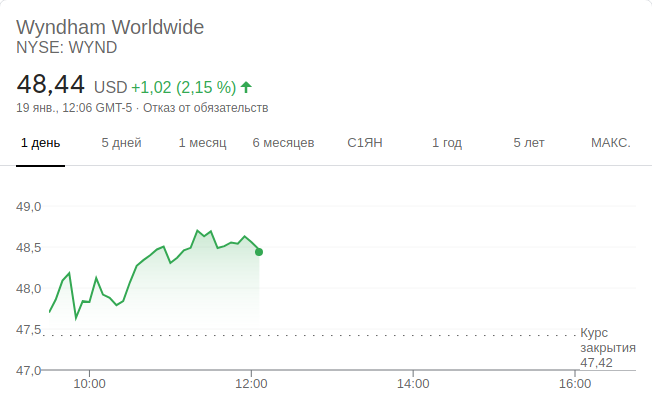 Wyndham Worldwide
NYSE: WYND
48,44 USD +1,02 (2,15 %)
19 янв., 12:06 GMT-5 · Отказ от обязательств
1 день 5 дней 1 месяц 6 месяцев С1ЯН 1 год 5 лет МАКС.
49,0
48,5
48,0
47,5
47,0
Курс
закрытия
47,42
10:00 12:00 14:00 16:00